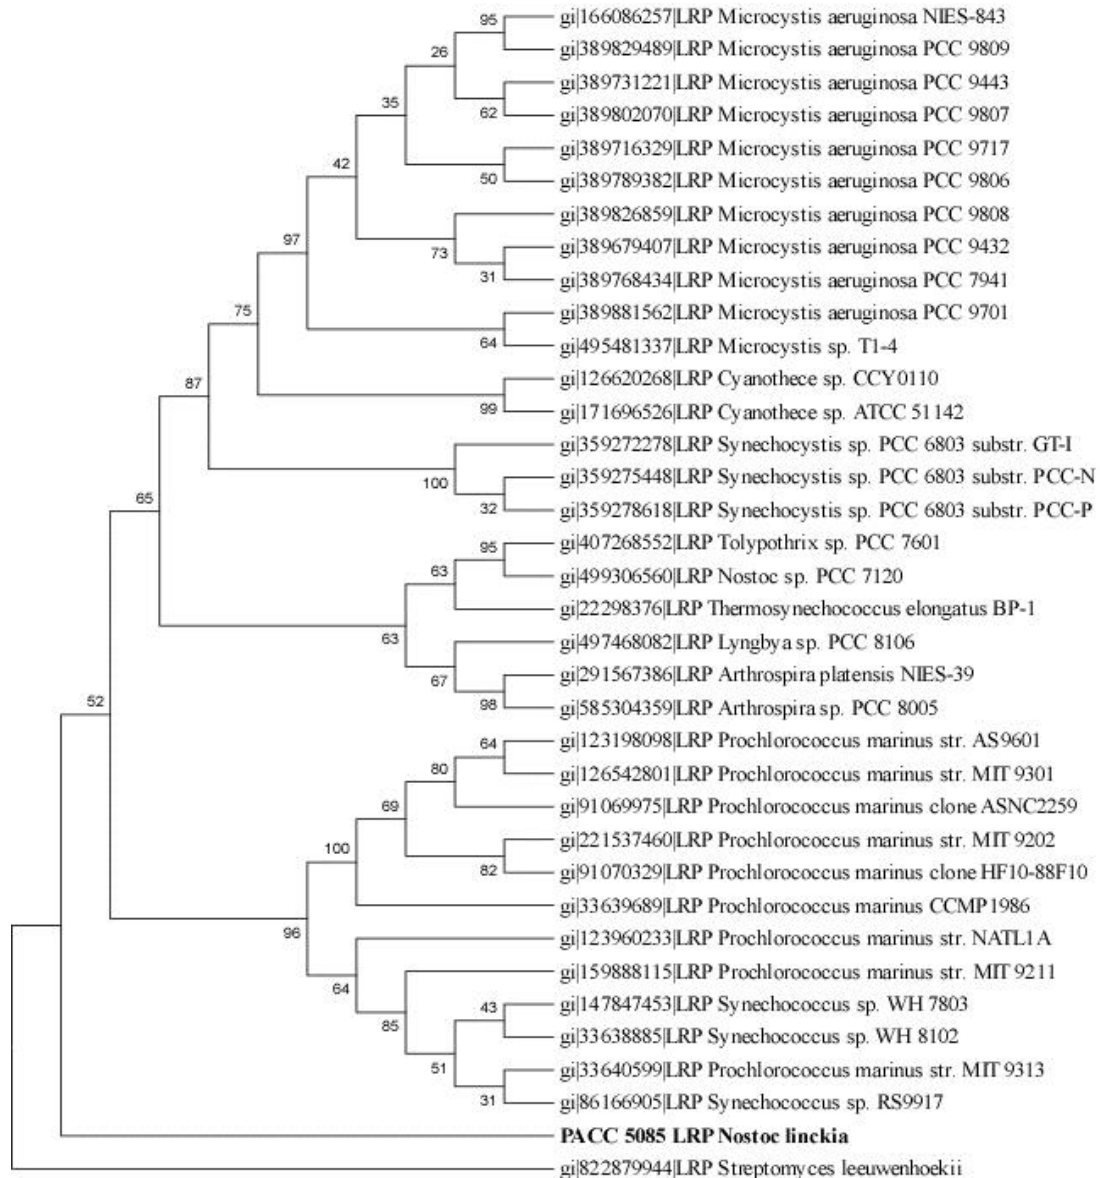 95
gi|166086257|LRP Microcystis aeruginosa NIES-843
26
gi|389829489|LRP Microcystis aeruginosa PCC 9809
gi|389731221|LRP Microcystis aeruginosa PCC 9443
35
62
gi|389802070|LRP Microcystis aeruginosa PCC 9807
gi|389716329|LRP Microcystis aeruginosa PCC 9717
42
50
gi|389789382|LRP Microcystis aeruginosa PCC 9806
gi|389826859|LRP Microcystis aeruginosa PCC 9808
97
73
gi|389679407|LRP Microcystis aeruginosa PCC 9432
31
gi|389768434|LRP Microcystis aeruginosa PCC 7941
75
gi|389881562|LRP Microcystis aeruginosa PCC 9701
64
gi|495481337|LRP Microcystis sp. T1-4
87
gi|126620268|LRP Cyanothece sp. CCY0110
99
gi|171696526|LRP Cyanothece sp. ATCC 51142
gi|359272278|LRP Synechocystis sp. PCC 6803 substr. GT-I
100
gi|359275448|LRP Synechocystis sp. PCC 6803 substr. PCC-N
65
32
gi|359278618|LRP Synechocystis sp. PCC 6803 substr. PCC-P
95
gi|407268552|LRP Tolypothrix sp. PCC 7601
63
gi|499306560|LRP Nostoc sp. PCC 7120
gi|22298376|LRP Thermosynechococcus elongatus BP-1
63
gi|497468082|LRP Lyngbya sp. PCC 8106
67
gi|291567386|LRP Arthrospira platensis NIES-39
52
98
gi|585304359|LRP Arthrospira sp. PCC 8005
64
gi|123198098|LRP Prochlorococcus marinus str. AS9601
80
gi|126542801|LRP Prochlorococcus marinus str. MIT 9301
69
gi|91069975|LRP Prochlorococcus marinus clone ASNC2259
100
gi|221537460|LRP Prochlorococcus marinus str. MIT 9202
82
gi|91070329|LRP Prochlorococcus marinus clone HF10-88F10
gi|33639689|LRP Prochlorococcus marinus CCMP1986
96
gi|123960233|LRP Prochlorococcus marinus str. NATL1A
64
gi|159888115|LRP Prochlorococcus marinus str. MIT 9211
43
gi|147847453|LRP Synechococcus sp. WH 7803
85
gi|33638885|LRP Synechococcus sp. WH 8102
51
gi|33640599|LRP Prochlorococcus marinus str. MIT 9313
31
gi|86166905|LRP Synechococcus sp. RS9917
PACC 5085 LRP Nostoc linckia
gi|822879944|LRP Streptomyces leeuwenhoekii